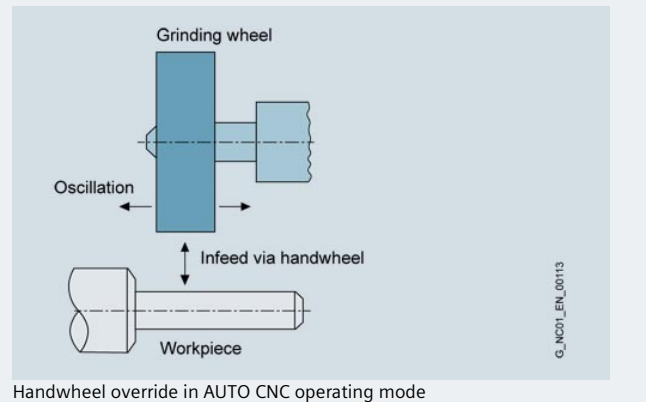 Grinding wheel
Oscillation
Infeed via handwheel
Workpiece
G_NC01_EN_00113
Handwheel override in AUTO CNC operating mode